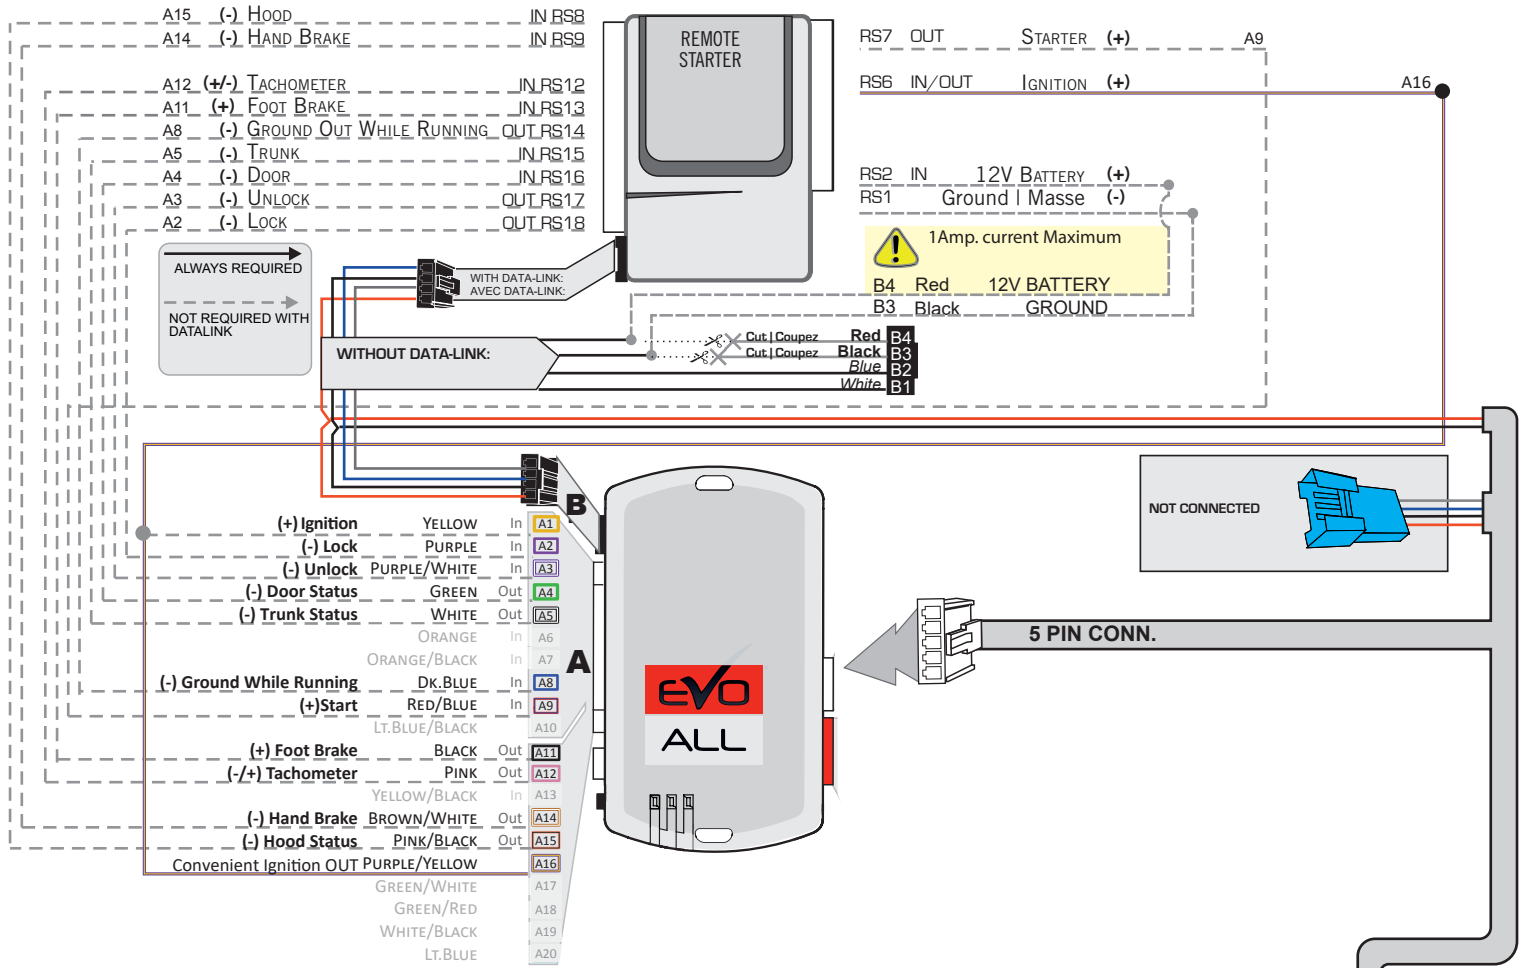 A15 (-) HOOD IN RS8
A14 (-) HAND BRAKE IN RS9
A12 (+/-) TACHOMETER IN RS12
A11 (+) FOOT BRAKE IN RS13
A8 (-) GROUND OUT WHILE RUNNING OUT RS14
A5 (-) TRUNK IN RS15
A4 (-) DOOR IN RS16
A3 (-) UNLOCK OUT RS17
A2 (-) LOCK OUT RS18
REMOTE
STARTER
RS7 OUT STARTER (+) A9
RS6 IN/OUT IGNITION (+) A16
RS2 IN 12V BATTERY (+)
RS1 Ground | Masse (-)
1Amp. current Maximum
B4 Red 12V BATTERY
B3 Black GROUND
ALWAYS REQUIRED
NOT REQUIRED WITH
DATALINK
WITH DATA-LINK:
AVEC DATA-LINK:
WITHOUT DATA-LINK:
Cut | Coupez Red B4
Cut | Coupez Black B3
Blue B2
White B1
NOT CONNECTED
5 PIN CONN.
B
A
(+) Ignition YELLOW In A1
(-) Lock PURPLE In A2
(-) Unlock PURPLE/WHITE In A3
(-) Door Status GREEN Out A4
(-) Trunk Status WHITE Out A5
ORANGE In A6
ORANGE/BLACK In A7
(-) Ground While Running DK.BLUE In A8
(+)Start RED/BLUE In A9
LT.BLUE/BLACK A10
(+) Foot Brake BLACK Out A11
(-/+) Tachometer PINK Out A12
YELLOW/BLACK In A13
(-) Hand Brake BROWN/WHITE Out A14
(-) Hood Status PINK/BLACK Out A15
Convenient Ignition OUT PURPLE/YELLOW A16
GREEN/WHITE A17
GREEN/RED A18
WHITE/BLACK A19
LT.BLUE A20
EVO
ALL